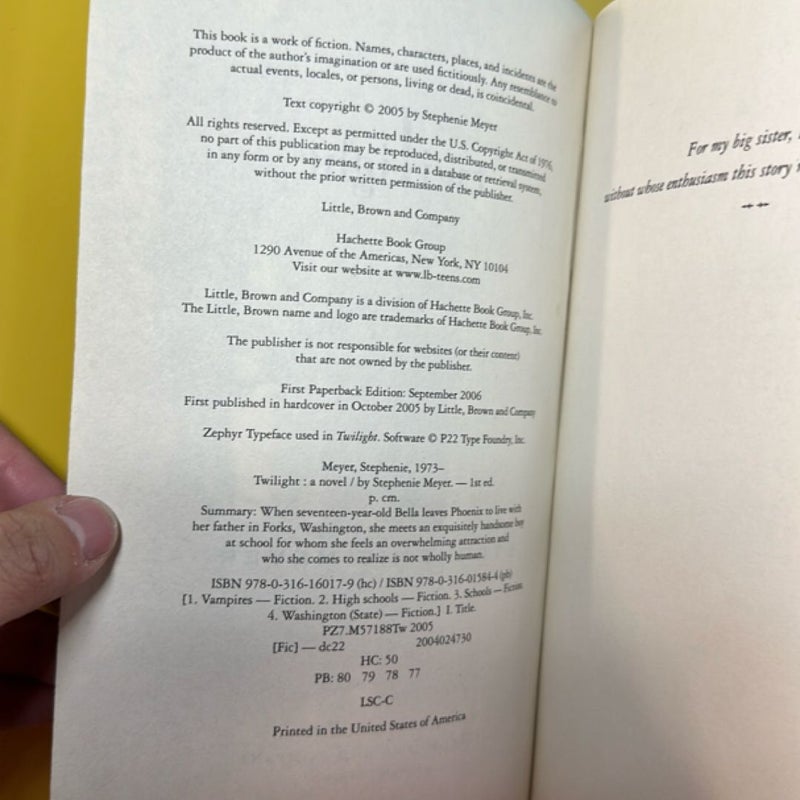 This book is a work of fiction. Names, characters, places, and incidents are the
product of the author's imagination or are used fictitiously. Any resemblance to
actual events, locales, or persons, living or dead, is coincidental.
Text copyright © 2005 by Stephenie Meyer
All rights reserved. Except as permitted under the U.S. Copyright Act of 1976,
no part of this publication may be reproduced, distributed, or transmitted
in any form or by any means, or stored in a database or retrieval system,
without the prior written permission of the publisher.
Little, Brown and Company
Hachette Book Group
1290 Avenue of the Americas, New York, NY 10104
Visit our website at www.lb-teens.com
Little, Brown and Company is a division of Hachette Book Group, Inc.
The Little, Brown name and logo are trademarks of Hachette Book Group, Inc.
The publisher is not responsible for websites (or their content)
that are not owned by the publisher.
First Paperback Edition: September 2006
First published in hardcover in October 2005 by Little, Brown and Company
Zephyr Typeface used in Twilight. Software © P22 Type Foundry, Inc.
Meyer, Stephenie, 1973–
Twilight : a novel / by Stephenie Meyer. — 1st ed.
p. cm.
Summary: When seventeen-year-old Bella leaves Phoenix to live with
her father in Forks, Washington, she meets an exquisitely handsome boy
at school for whom she feels an overwhelming attraction and
who she comes to realize is not wholly human.
ISBN 978-0-316-16017-9 (hc) / ISBN 978-0-316-01584-4 (pb)
[1. Vampires — Fiction. 2. High schools — Fiction. 3. Schools — Fiction.
4. Washington (State) — Fiction.] I. Title.
PZ7.M57188Tw 2005
[Fic] — dc22 2004024730
HC: 50
PB: 80 79 78 77
LSC-C
Printed in the United States of America
For my big sister,
without whose enthusiasm this story